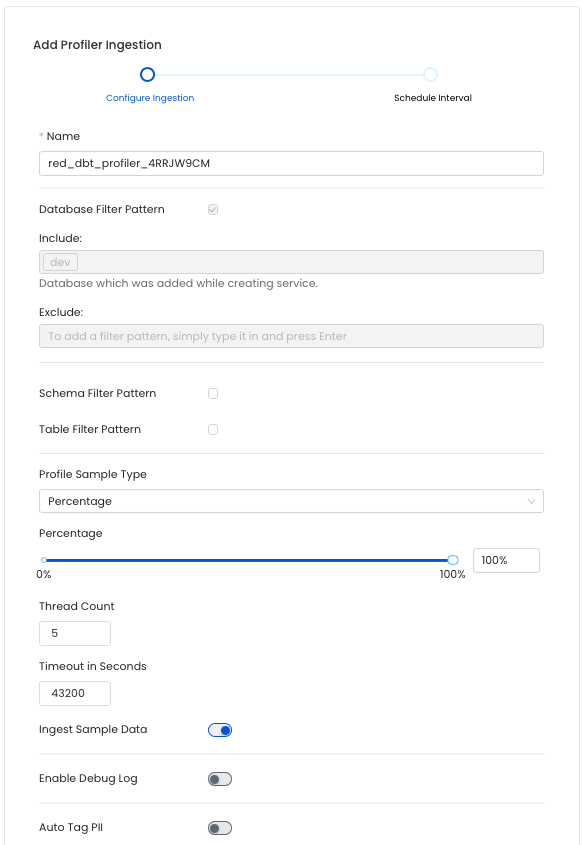 Add Profiler Ingestion
Configure Ingestion
Schedule Interval
* Name
red_dbt_profiler_4RRJW9CM
Database Filter Pattern
Include:
dev
Database which was added while creating service.
Exclude:
To add a filter pattern, simply type it in and press Enter
Schema Filter Pattern
Table Filter Pattern
Profile Sample Type
Percentage
Percentage
100%
0%
100%
Thread Count
5
Timeout in Seconds
43200
Ingest Sample Data
Enable Debug Log
Auto Tag PII